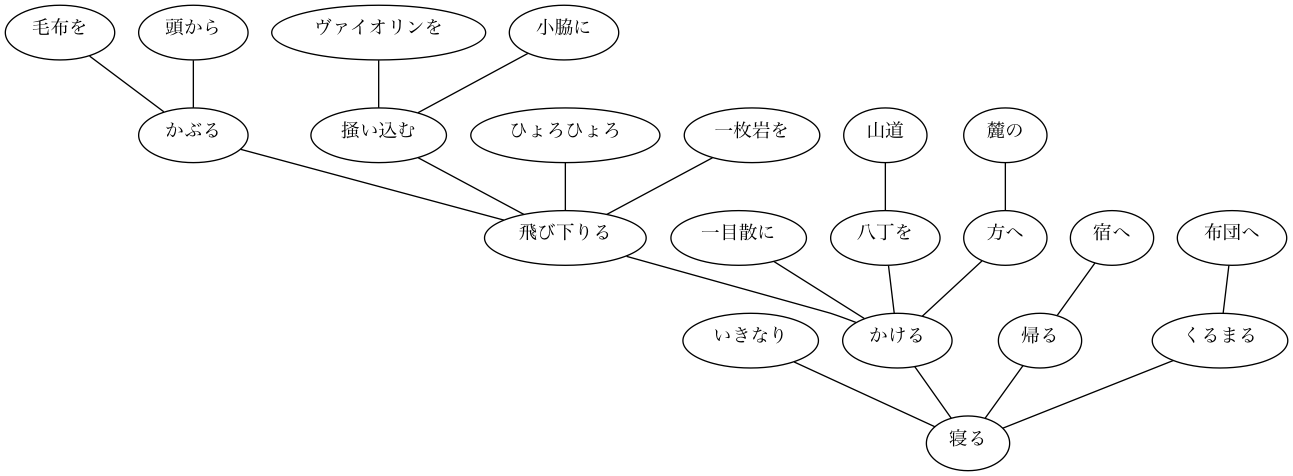 毛布を
頭から
ヴァイオリンを
小脇に
かぶる
掻い込む
ひょろひょろ
一枚岩を
山道
麓の
飛び下りる
一目散に
八丁を
方へ
宿へ
布団へ
いきなり
かける
帰る
くるまる
寝る